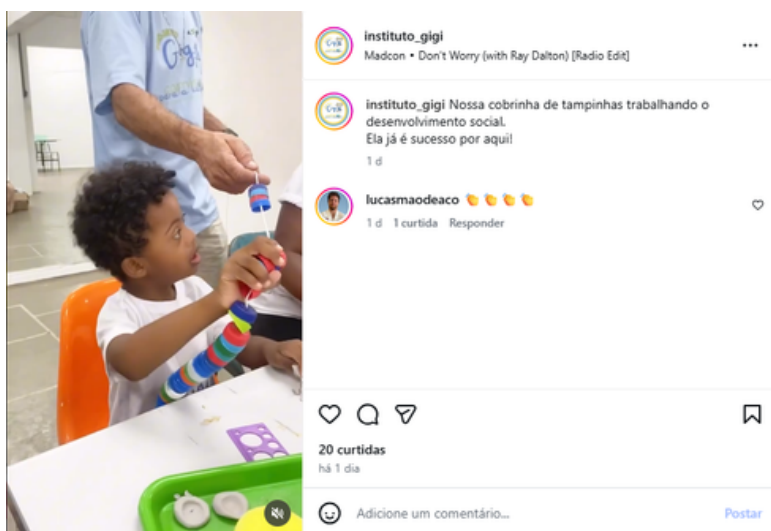 instituto_gigi
Madcon • Don't Worry (with Ray Dalton) [Radio Edit]
instituto_gigi Nossa cobrinha de tampinhas trabalhando o
desenvolvimento social.
Ela já é sucesso por aqui!
1 d
lucasmaodeaco 👏👏👏👏
1 d 1 curtida Responder
20 curtidas
há 1 dia
Adicione um comentário...
Postar